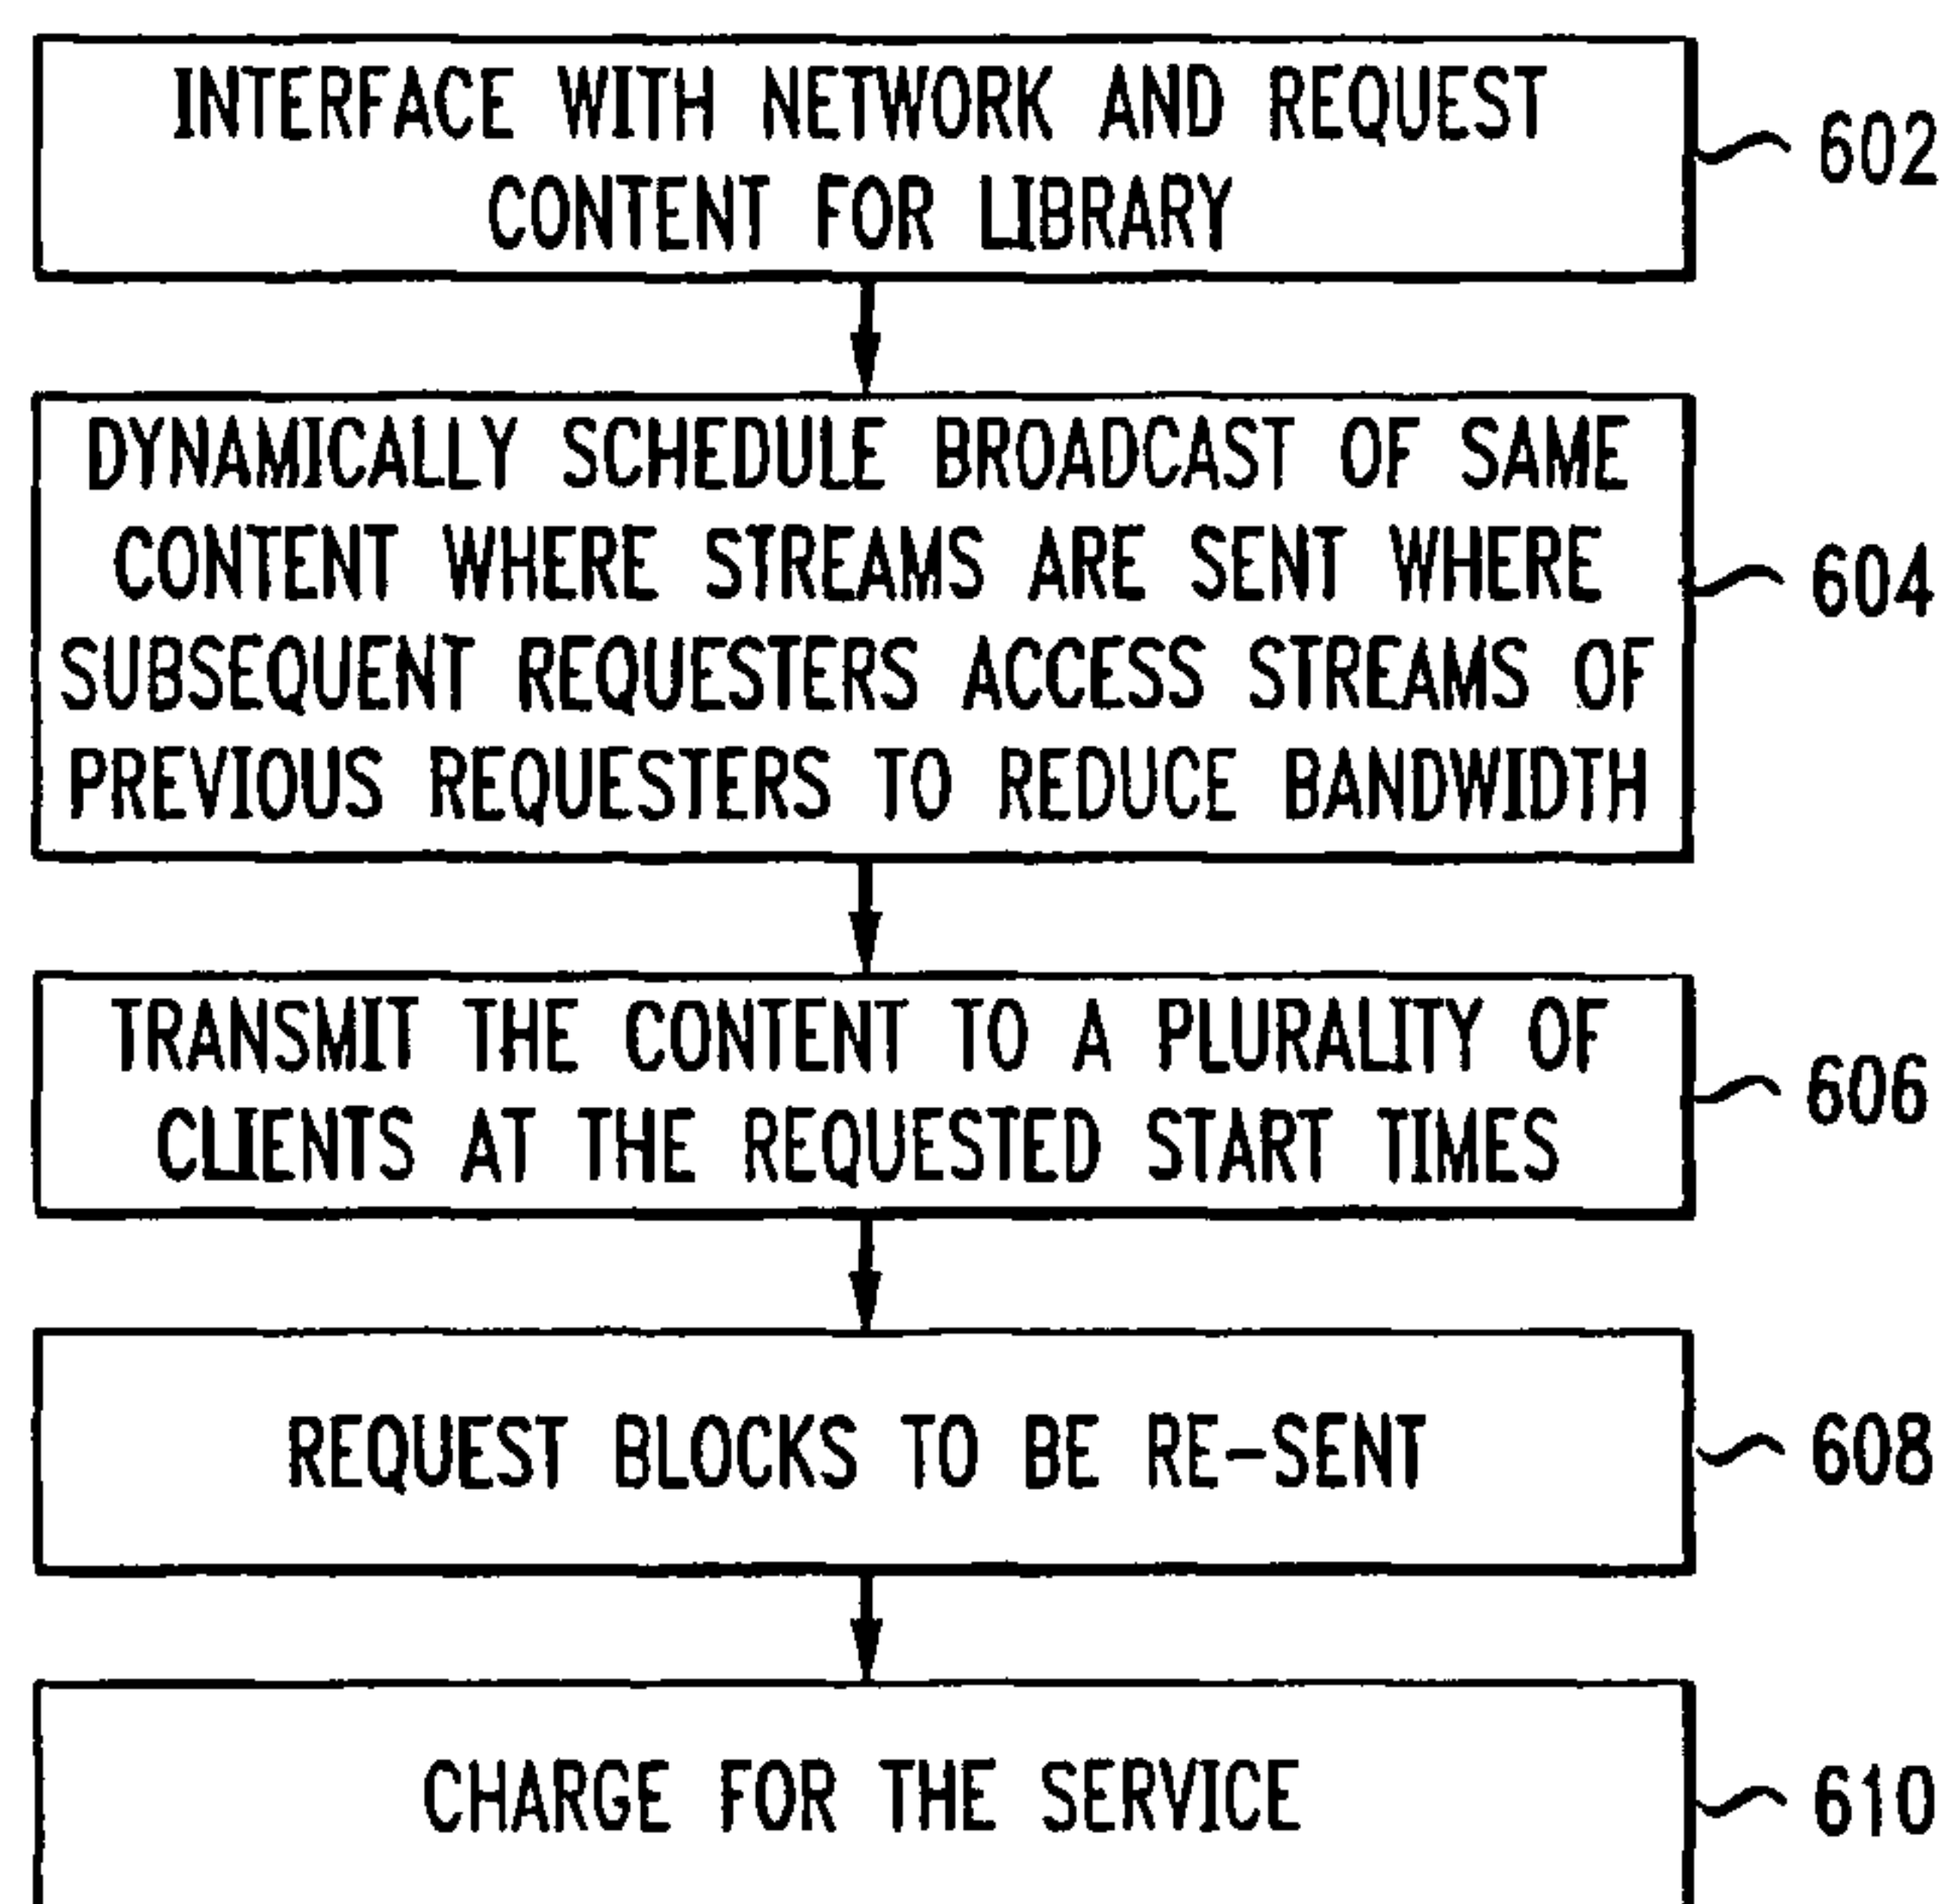 INTERFACE WITH NETWORK AND REQUEST
CONTENT FOR LIBRARY
602
DYNAMICALLY SCHEDULE BROADCAST OF SAME
CONTENT WHERE STREAMS ARE SENT WHERE
SUBSEQUENT REQUESTERS ACCESS STREAMS OF
PREVIOUS REQUESTERS TO REDUCE BANDWIDTH
604
TRANSMIT THE CONTENT TO A PLURALITY OF
CLIENTS AT THE REQUESTED START TIMES
606
REQUEST BLOCKS TO BE RE-SENT
608
CHARGE FOR THE SERVICE
610